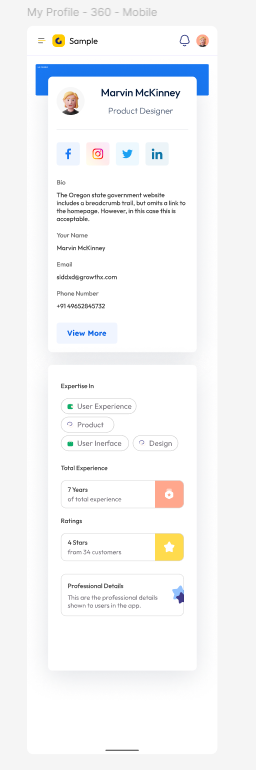 My Profile - 360 - Mobile
Sample
Marvin McKinney
Product Designer
Bio
The Oregon state government website
includes a breadcrumb trail, but omits a link to
the homepage. However, in this case this is
acceptable.
Your Name
Marvin McKinney
Email
siddxd@growthx.com
Phone Number
+91 49652845732
View More
Expertise In
User Experience
Product
User Inerface
Design
Total Experience
7 Years
of total experience
Ratings
4 Stars
from 34 customers
Professional Details
This are the professional details
shown to users in the app.